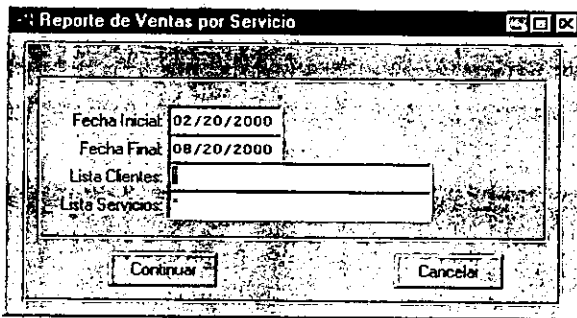 Reporte de Ventas por Servicio
Fecha Inicial: 02/20/2000
Fecha Final: 08/20/2000
Lista Clientes:
Lista Servicios: *
Continuar Cancelar